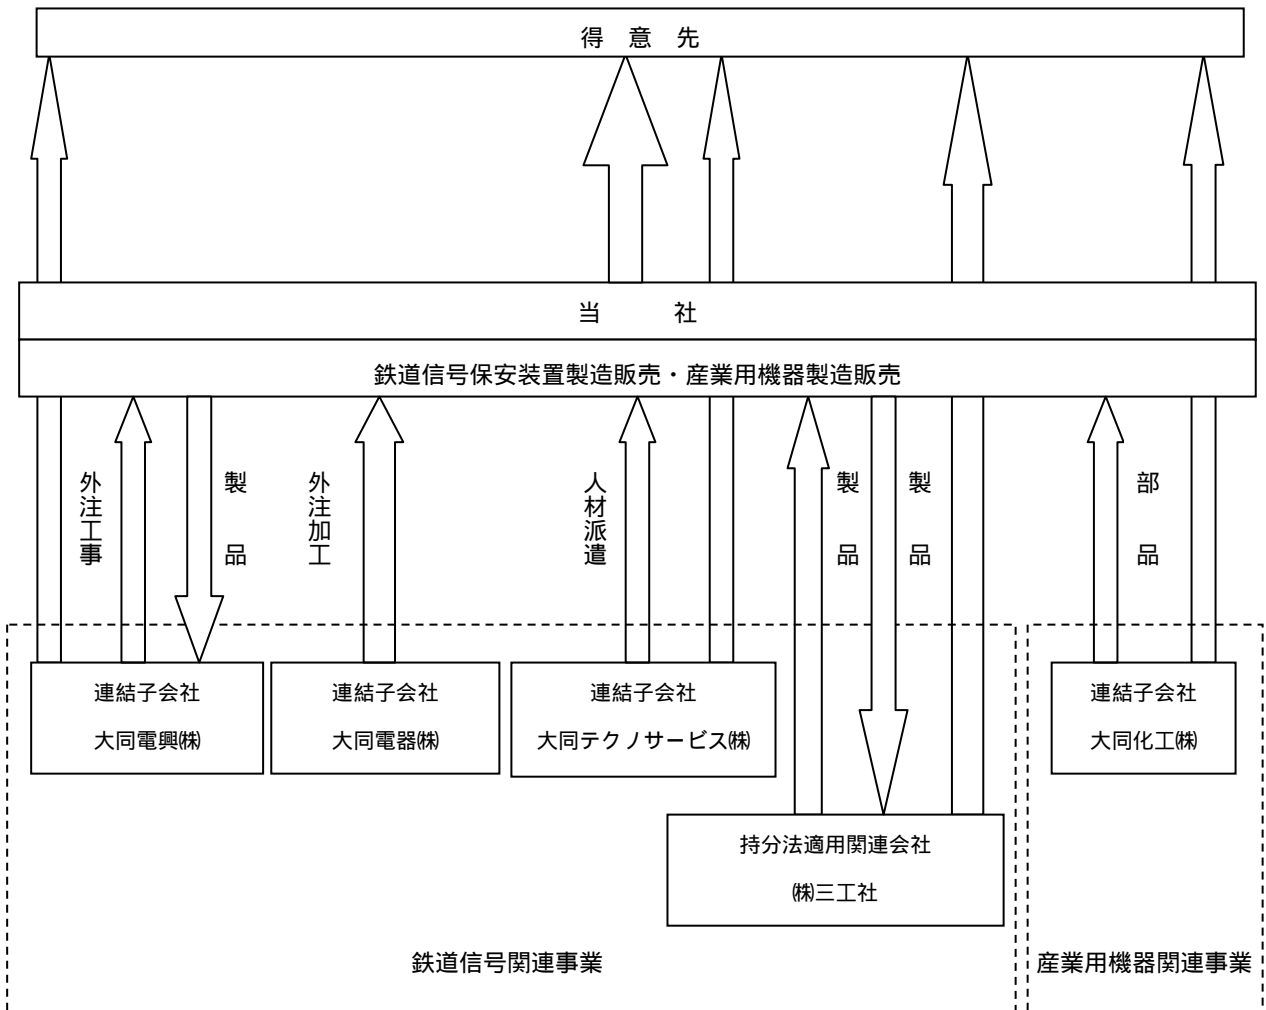 得 意 先
当 社
鉄道信号保安装置製造販売・産業用機器製造販売
外注工事
製 品
外注加工
人材派遣
製 品
製 品
部 品
連結子会社
大同電興㈱
連結子会社
大同電器㈱
連結子会社
大同テクノサービス㈱
連結子会社
大同化工㈱
持分法適用関連会社
㈱三工社
鉄道信号関連事業
産業用機器関連事業